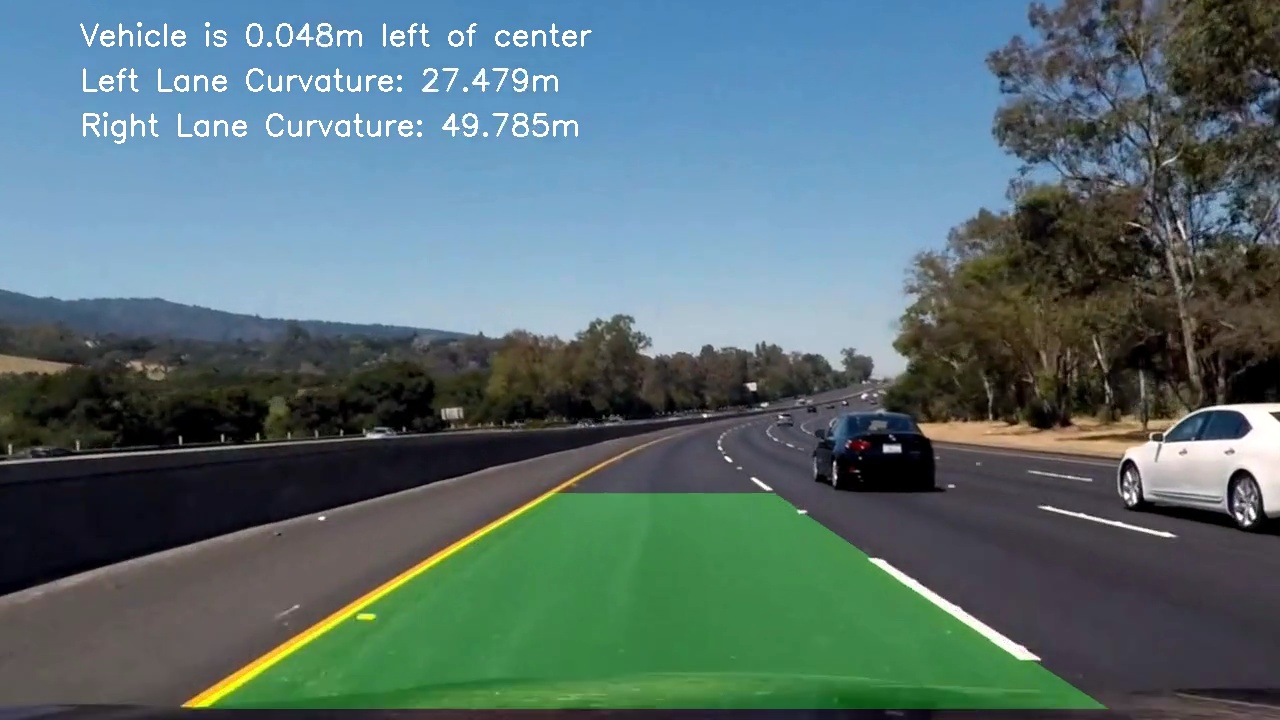 Vehicle is 0.048m left of center
Left Lane Curvature: 27.479m
Right Lane Curvature: 49.785m